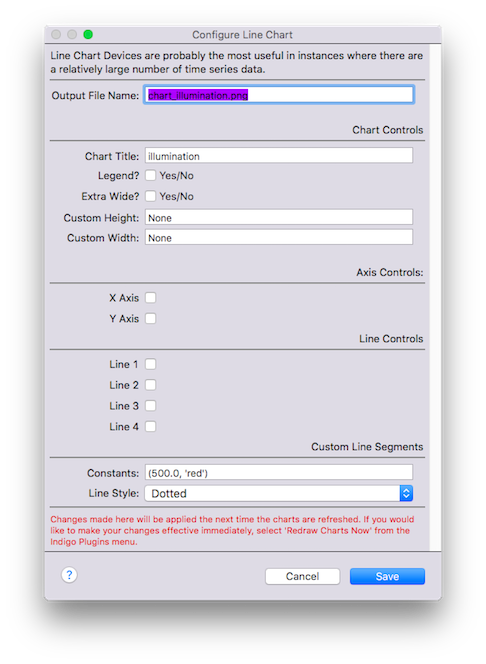 Configure Line Chart
Line Chart Devices are probably the most useful in instances where there are
a relatively large number of time series data.
Output File Name: chart_illumination.png
Chart Controls
Chart Title: illumination
Legend? Yes/No
Extra Wide? Yes/No
Custom Height: None
Custom Width: None
Axis Controls:
X Axis
Y Axis
Line Controls
Line 1
Line 2
Line 3
Line 4
Custom Line Segments
Constants: (500.0, 'red')
Line Style: Dotted
Changes made here will be applied the next time the charts are refreshed. If you would
like to make your changes effective immediately, select 'Redraw Charts Now' from the
Indigo Plugins menu.
? Cancel Save